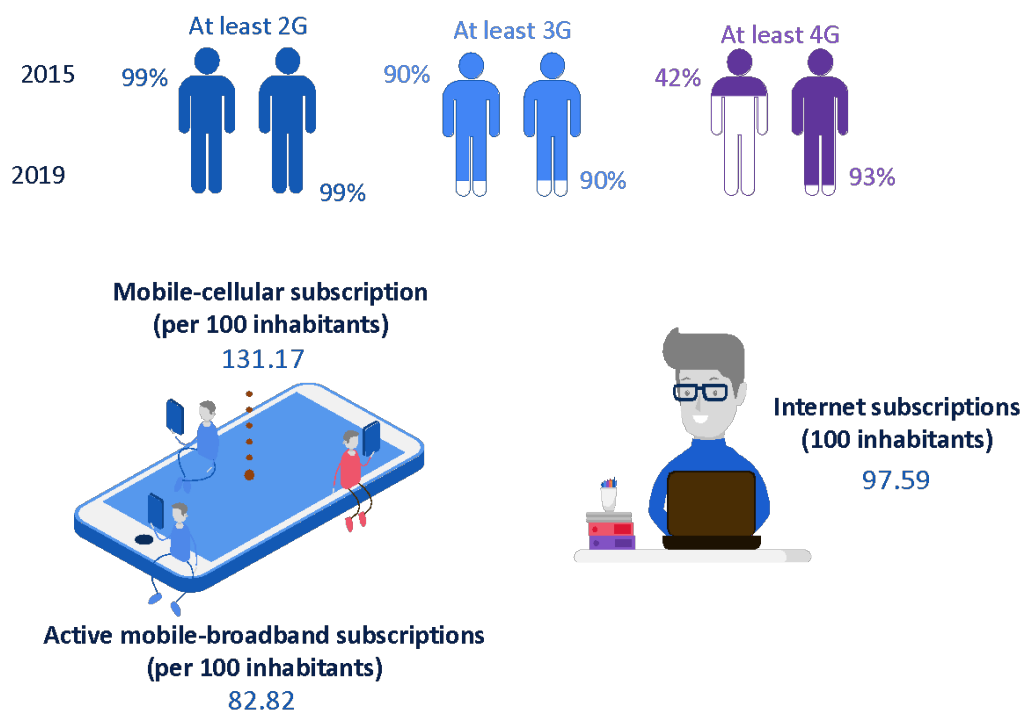 At least 2G
At least 3G
At least 4G
2015
99%
90%
42%
2019
99%
90%
93%
Mobile-cellular subscription
(per 100 inhabitants)
131.17
Internet subscriptions
(100 inhabitants)
97.59
Active mobile-broadband subscriptions
(per 100 inhabitants)
82.82